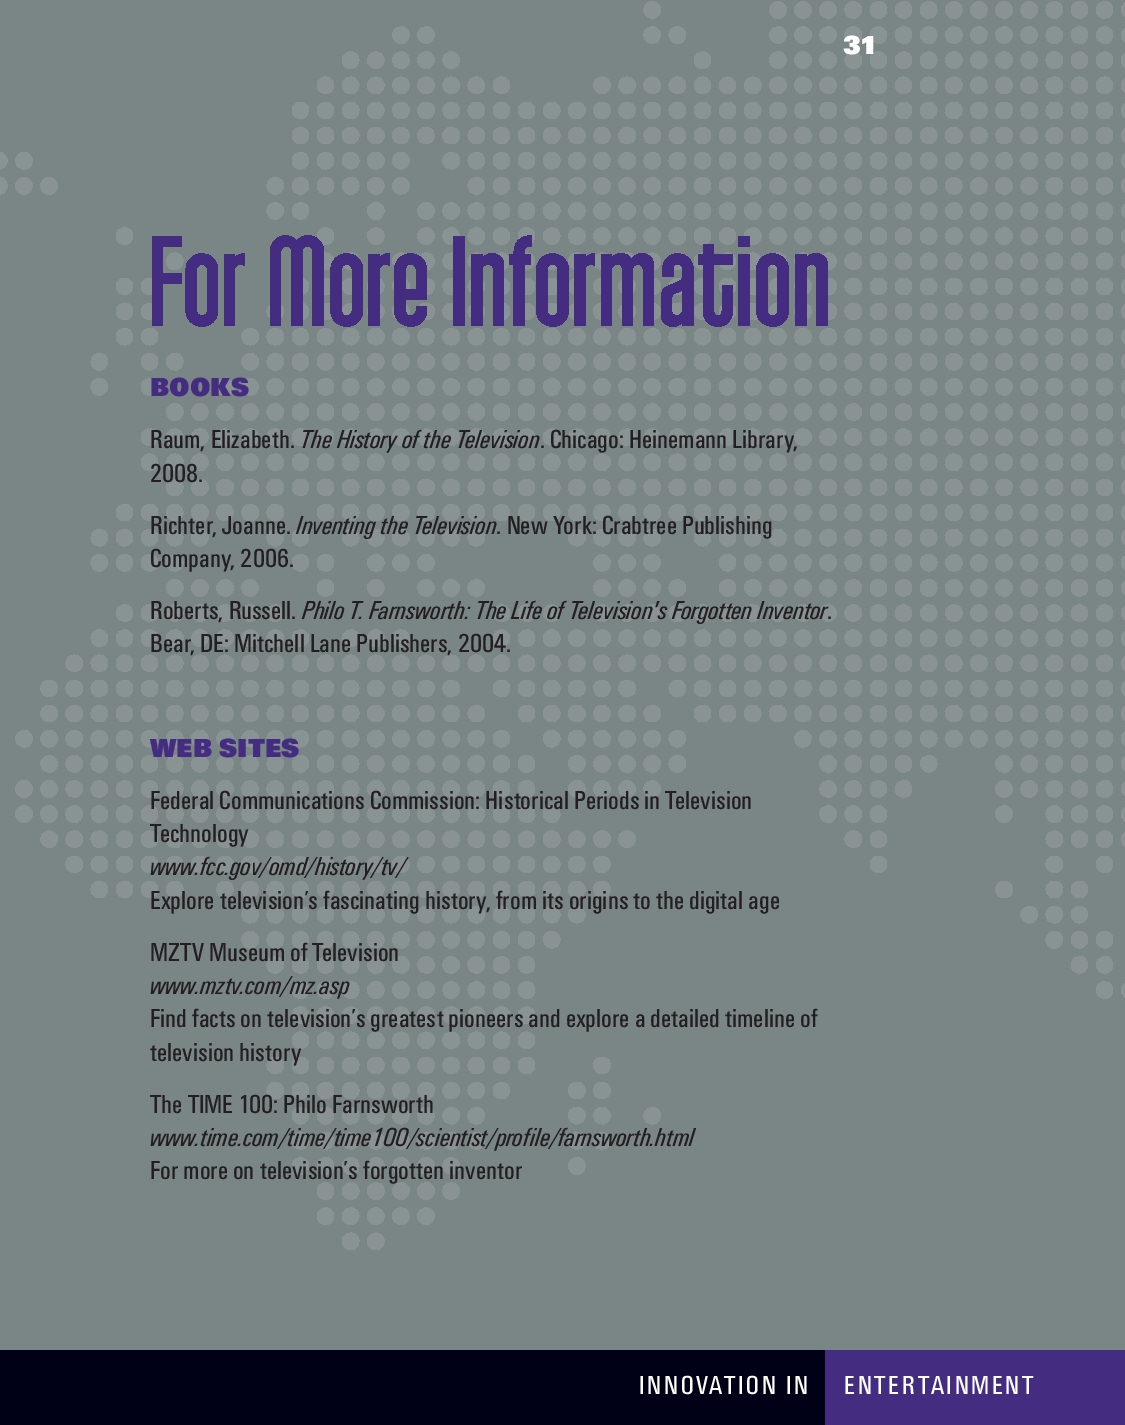 31
For More Information
BOOKS
Raum, Elizabeth. The History of the Television. Chicago: Heinemann Library,
2008.
Richter, Joanne. Inventing the Television. New York: Crabtree Publishing
Company, 2006.
Roberts, Russell. Philo T. Farnsworth: The Life of Television's Forgotten Inventor.
Bear, DE: Mitchell Lane Publishers, 2004.
WEB SITES
Federal Communications Commission: Historical Periods in Television
Technology
www.fcc.gov/omd/history/tv/
Explore television’s fascinating history, from its origins to the digital age
MZTV Museum of Television
www.mztv.com/mz.asp
Find facts on television’s greatest pioneers and explore a detailed timeline of
television history
The TIME 100: Philo Farnsworth
www.time.com/time/time100/scientist/profile/farnsworth.html
For more on television’s forgotten inventor
INNOVATION IN ENTERTAINMENT